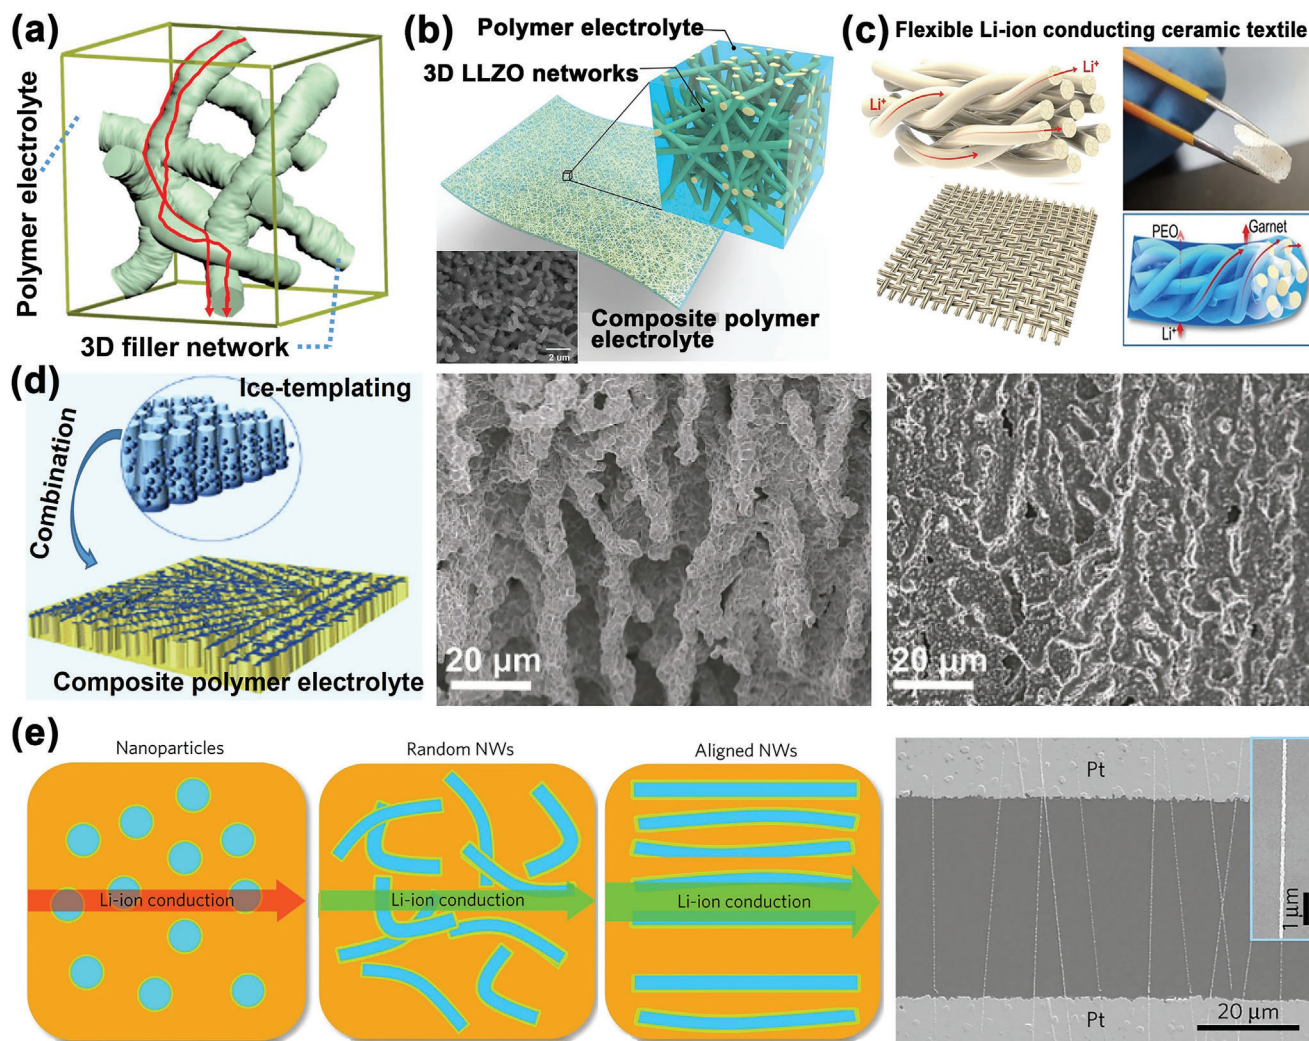 (a)
Polymer electrolyte
3D filler network
(b)
Polymer electrolyte
3D LLZO networks
2 um
Composite polymer
electrolyte
(c)
Flexible Li-ion conducting ceramic textile
Li⁺
Li⁺
PEO
Garnet
Li⁺
(d)
Ice-templating
Combination
Composite polymer electrolyte
20 μm
20 μm
(e)
Nanoparticles
Random NWs
Aligned NWs
Li-ion conduction
Li-ion conduction
Li-ion conduction
Pt
Pt
1 μm
20 μm